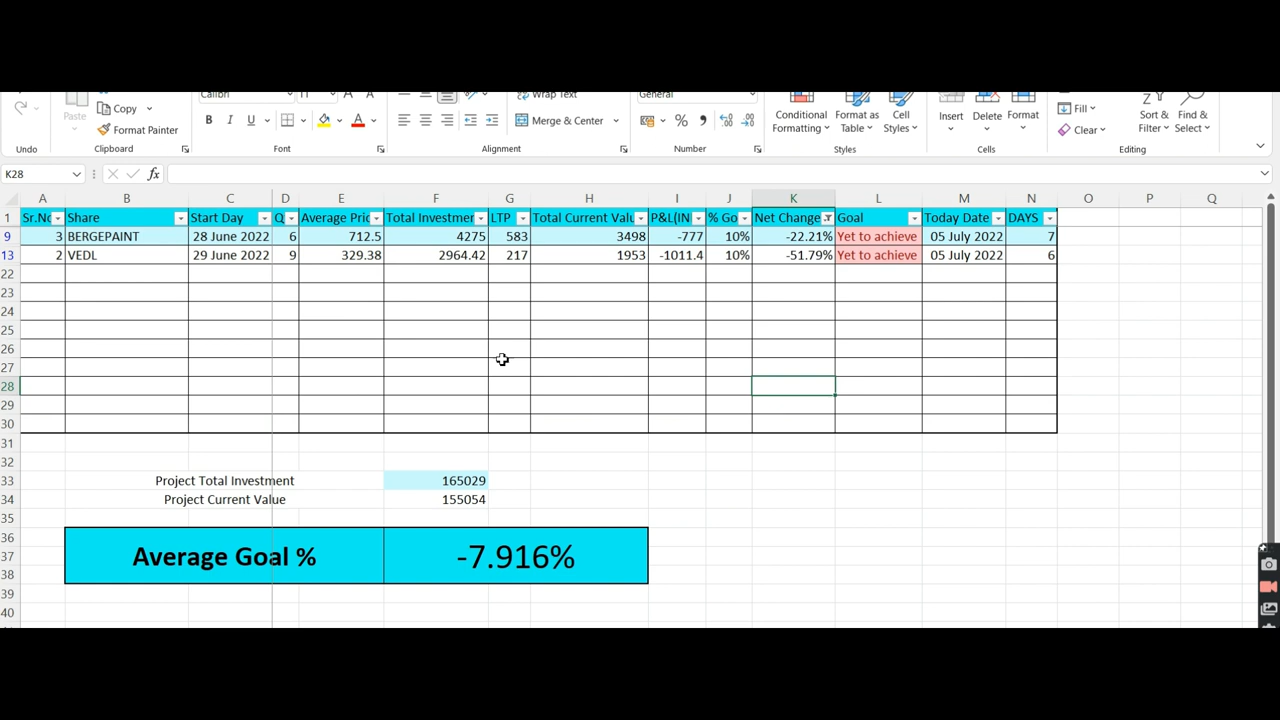 Calibri 11 A A Wrap Text General
Paste Copy Format Painter
B I U A Merge & Center % Conditional Formatting Format as Table Cell Styles Insert Delete Format Fill Clear Sort & Filter Find & Select
Undo Clipboard Font Alignment Number Styles Cells Editing
K28 fx
A B C D E F G H I J K L M N O P Q
1 Sr.No Share Start Day Q Average Pric Total Investmen LTP Total Current Valu P&L(IN % Go Net Change Goal Today Date DAYS
9 3 BERGEPAINT 28 June 2022 6 712.5 4275 583 3498 -777 10% -22.21% Yet to achieve 05 July 2022 7
13 2 VEDL 29 June 2022 9 329.38 2964.42 217 1953 -1011.4 10% -51.79% Yet to achieve 05 July 2022 6
22
23
24
25
26
27
28
29
30
31
32
33 Project Total Investment 165029
34 Project Current Value 155054
35
36
37 Average Goal % -7.916%
38
39
40